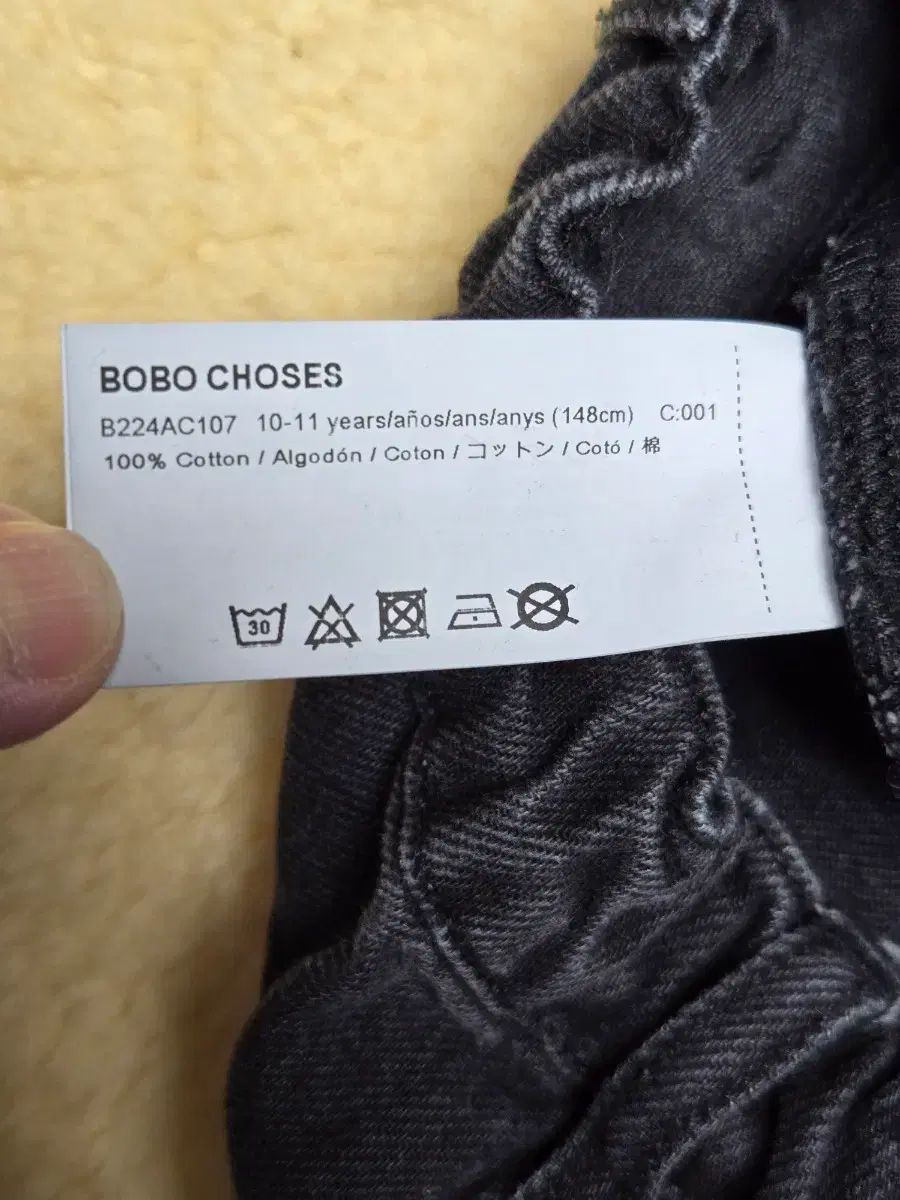 BOBO CHOSES
B224AC107 10-11 years/años/ans/anys (148cm) C:001
100% Cotton / Algodón / Coton / コットン / Cotó / 棉
30